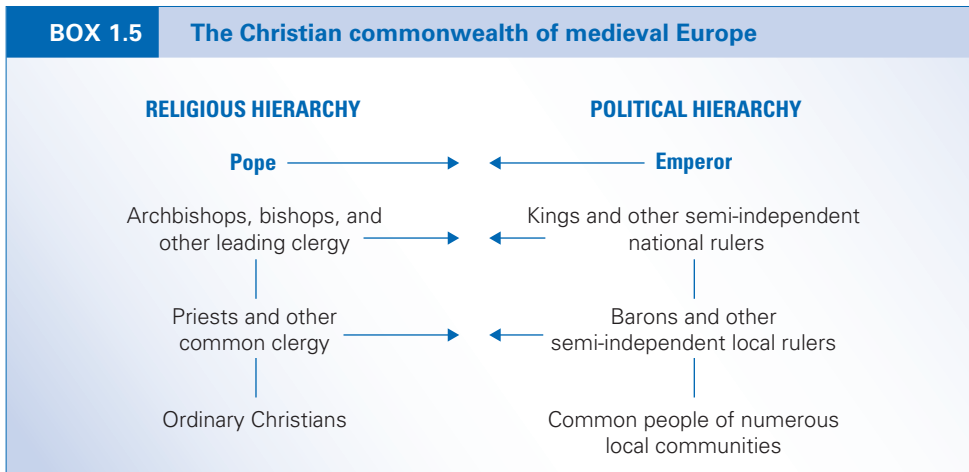 BOX 1.5 The Christian commonwealth of medieval Europe
RELIGIOUS HIERARCHY
POLITICAL HIERARCHY
Pope
Emperor
Archbishops, bishops, and
other leading clergy
Kings and other semi-independent
national rulers
Priests and other
common clergy
Barons and other
semi-independent local rulers
Ordinary Christians
Common people of numerous
local communities